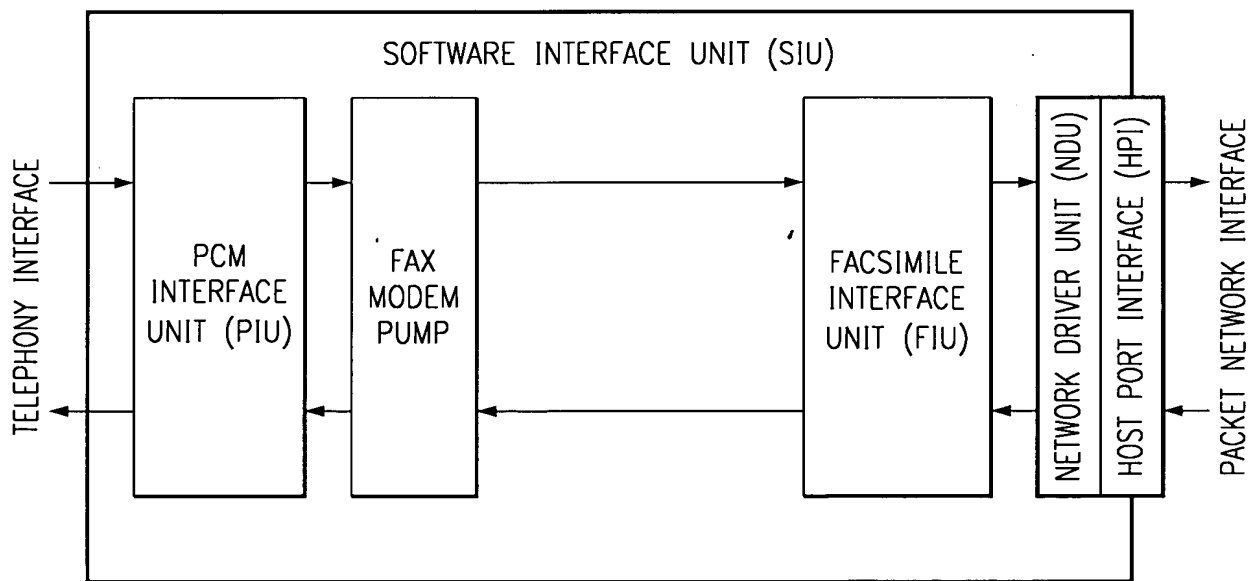 SOFTWARE INTERFACE UNIT (SIU)
TELEPHONY INTERFACE
PCM
INTERFACE
UNIT (PIU)
FAX
MODEM
PUMP
FACSIMILE
INTERFACE
UNIT (FIU)
NETWORK DRIVER UNIT (NDU)
HOST PORT INTERFACE (HPI)
PACKET NETWORK INTERFACE